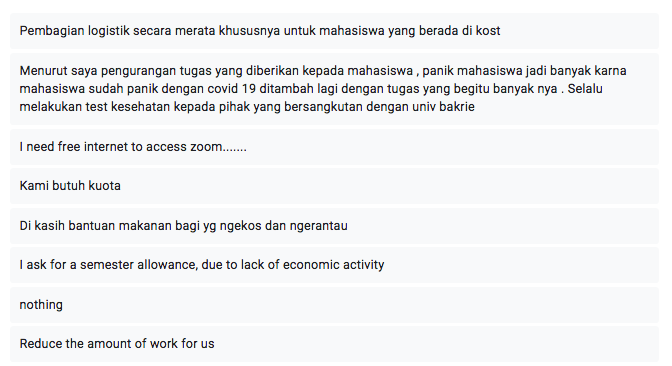 Pembagian logistik secara merata khususnya untuk mahasiswa yang berada di kost
Menurut saya pengurangan tugas yang diberikan kepada mahasiswa , panik mahasiswa jadi banyak karna
mahasiswa sudah panik dengan covid 19 ditambah lagi dengan tugas yang begitu banyak nya . Selalu
melakukan test kesehatan kepada pihak yang bersangkutan dengan univ bakrie
I need free internet to access zoom.......
Kami butuh kuota
Di kasih bantuan makanan bagi yg ngekos dan ngerantau
I ask for a semester allowance, due to lack of economic activity
nothing
Reduce the amount of work for us